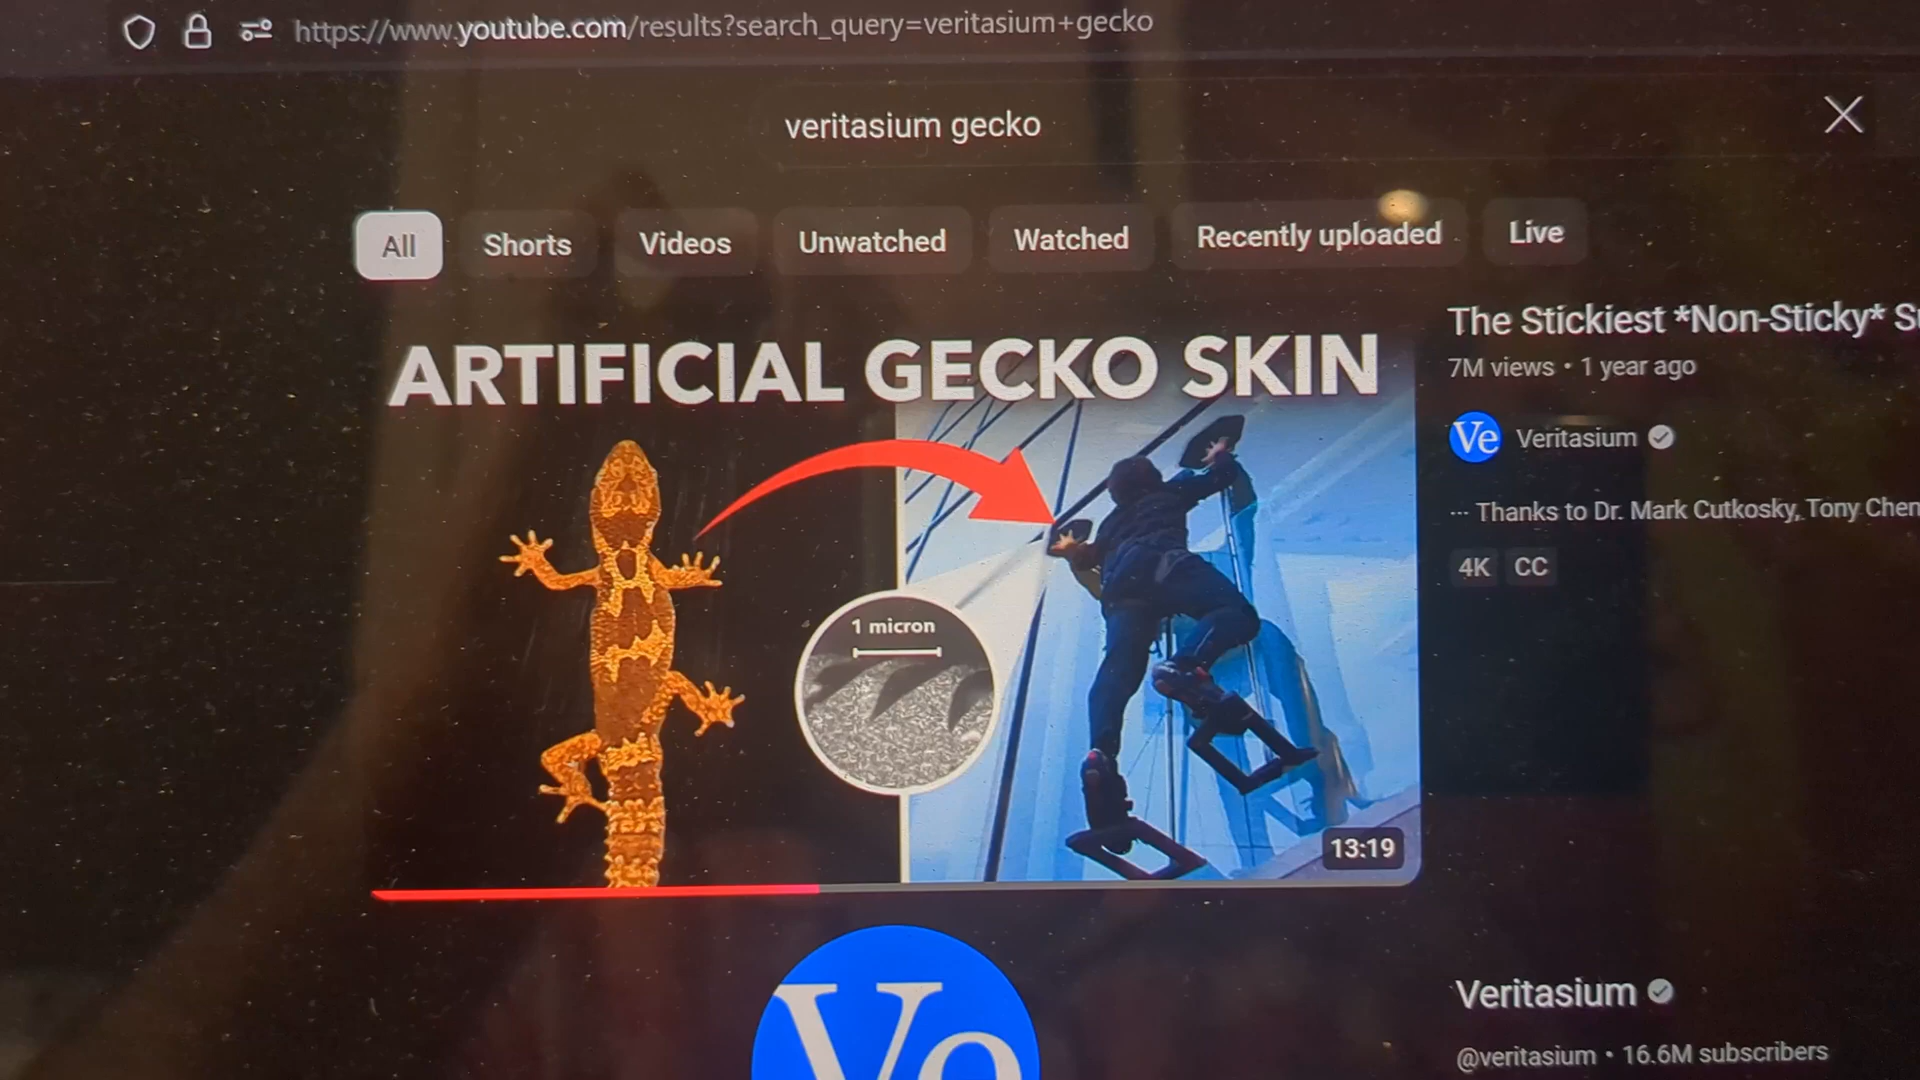 https://www.youtube.com/results?search_query=veritasium+gecko
veritasium gecko
All Shorts Videos Unwatched Watched Recently uploaded Live
ARTIFICIAL GECKO SKIN
1 micron
13:19
The Stickiest *Non-Sticky*
7M views • 1 year ago
Ve Veritasium
... Thanks to Dr. Mark Cutkosky, Tony Chen
4K CC
Ve
Veritasium
@veritasium • 16.6M subscribers